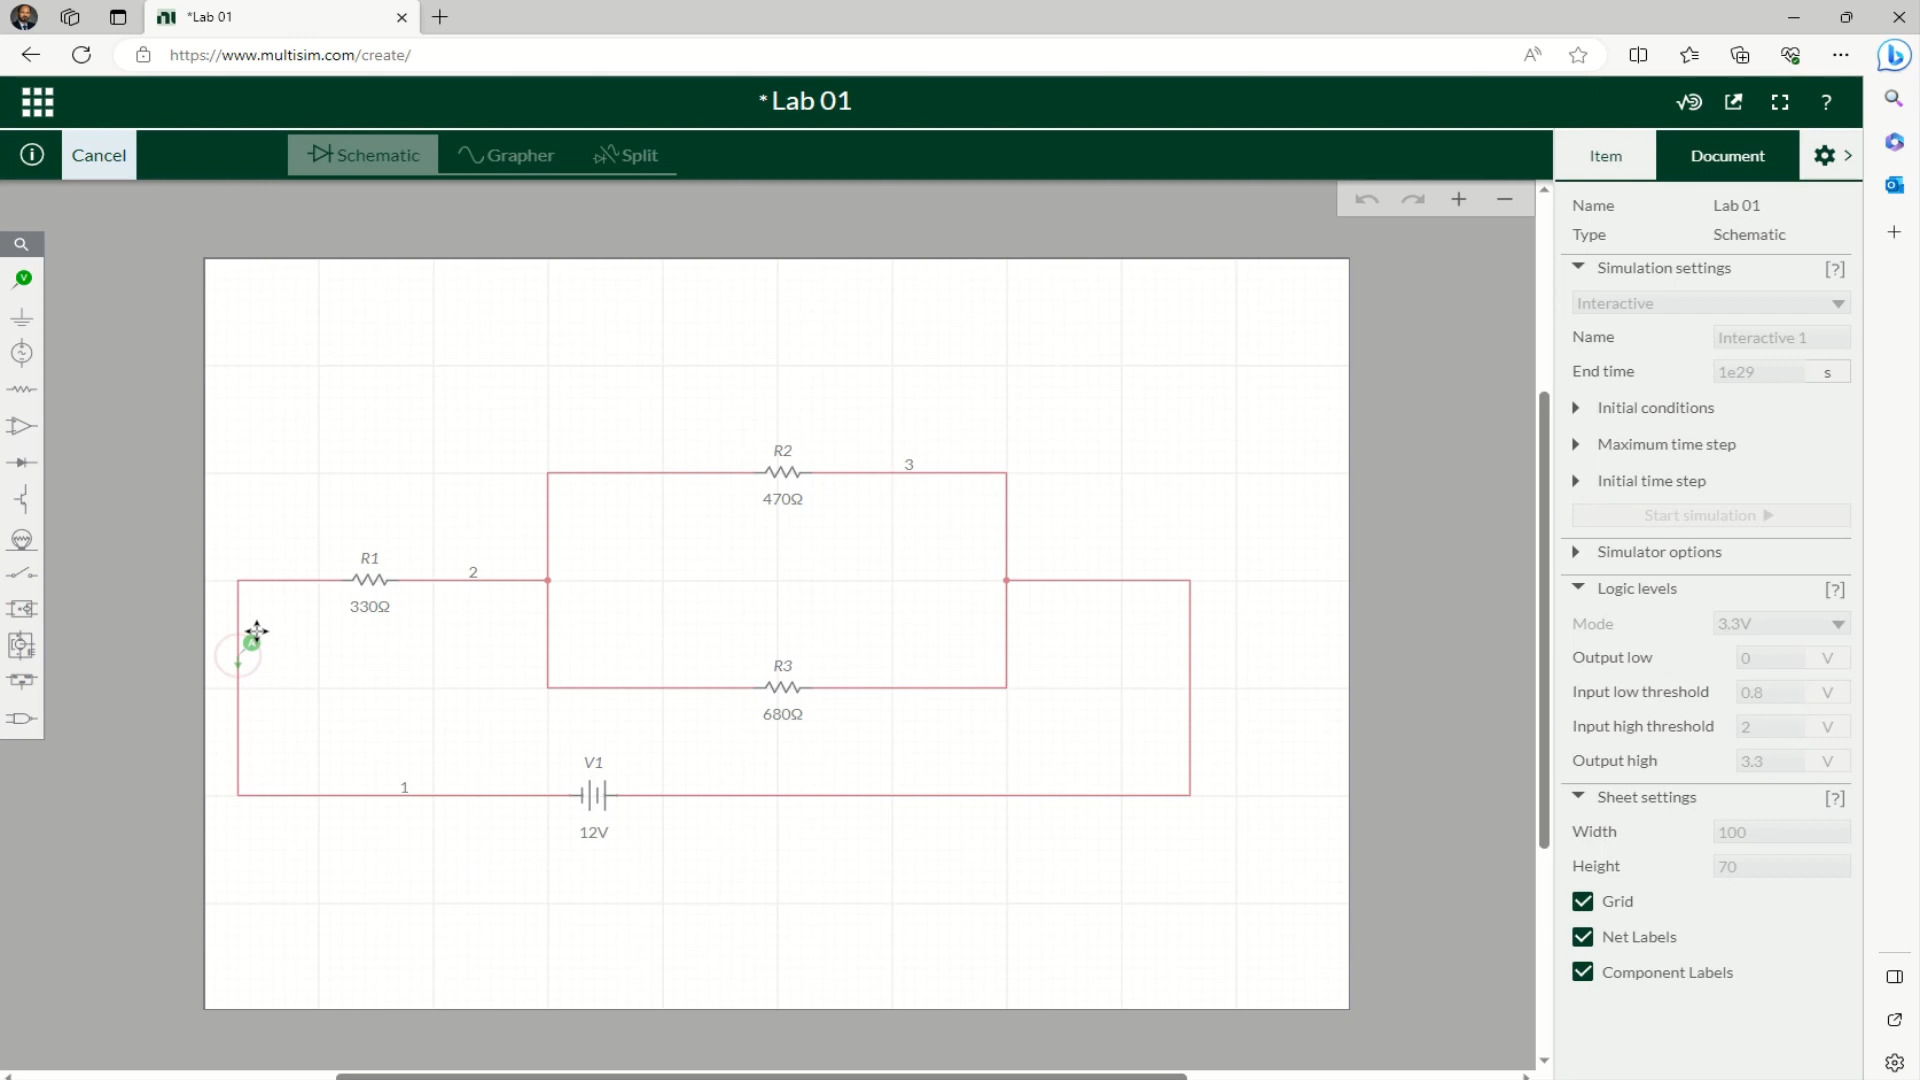 *Lab 01
https://www.multisim.com/create/
* Lab 01
?
Cancel
Schematic
Grapher
Split
Item
Document
Name Lab 01
Type Schematic
Simulation settings [?]
Interactive
Name Interactive 1
End time 1e29 s
Initial conditions
Maximum time step
Initial time step
Start simulation
Simulator options
Logic levels [?]
Mode 3.3V
Output low 0 V
Input low threshold 0.8 V
Input high threshold 2 V
Output high 3.3 V
Sheet settings [?]
Width 100
Height 70
Grid
Net Labels
Component Labels
V
R2
3
470Ω
R1
2
330Ω
A
R3
680Ω
V1
1
12V